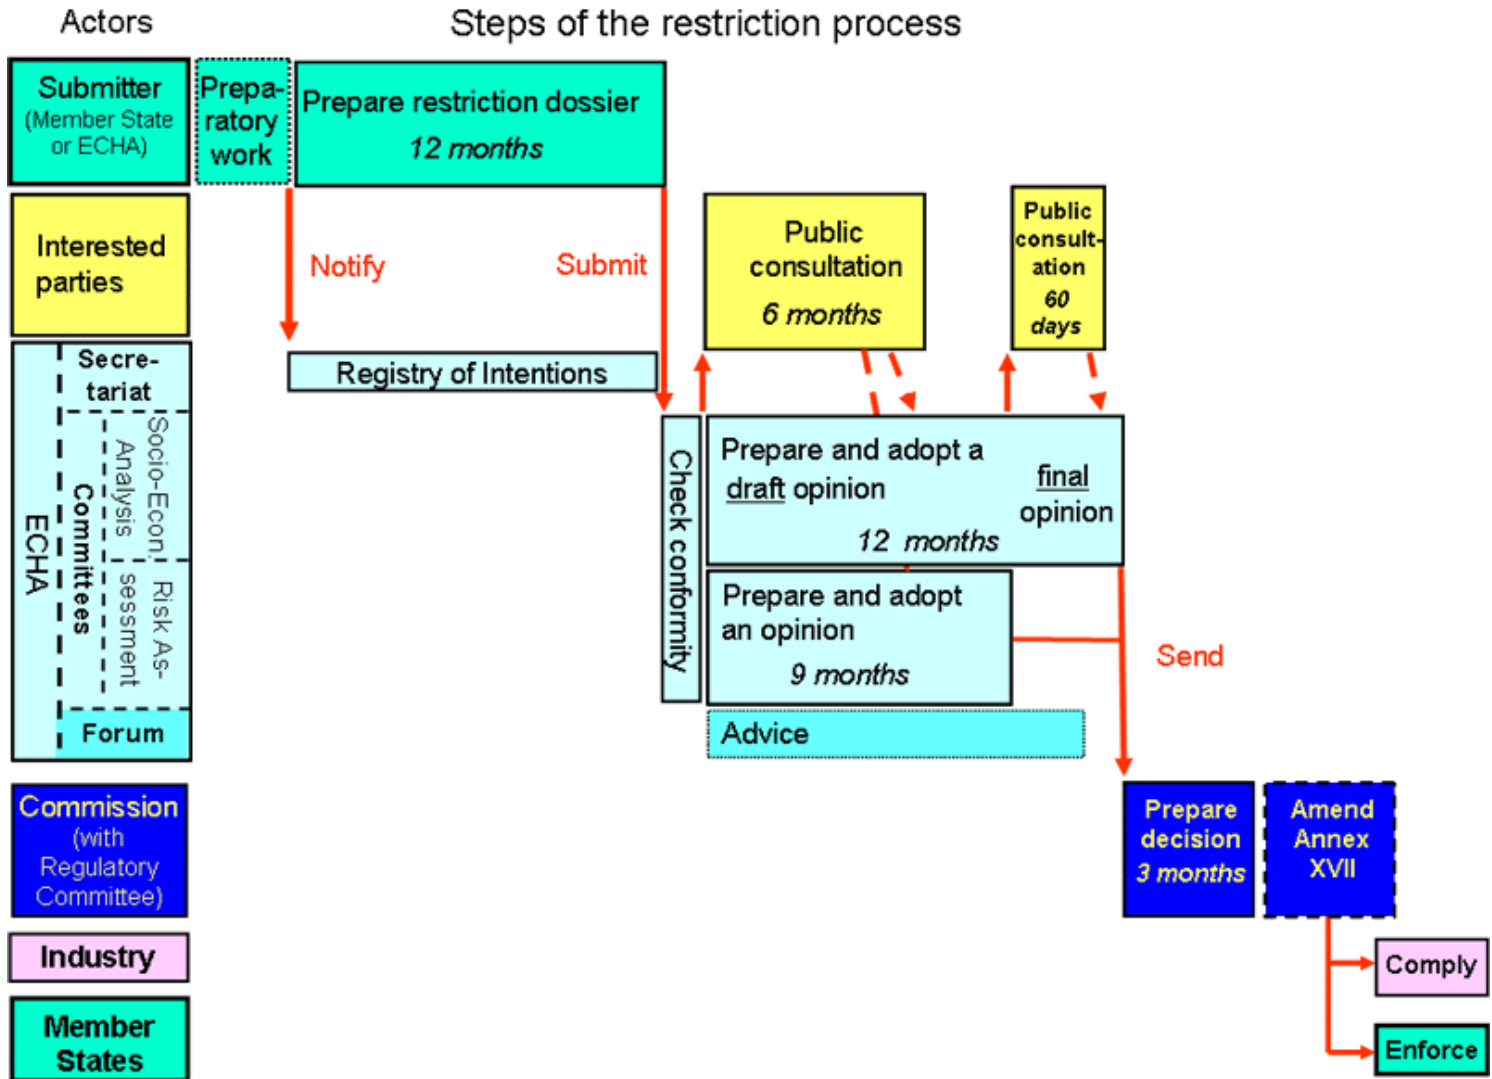 Actors
Steps of the restriction process
Submitter
(Member State
or ECHA)
Prepa-
ratory
work
Prepare restriction dossier
12 months
Interested
parties
Notify
Submit
Public
consultation
6 months
Public
consult-
ation
60
days
ECHA
Secre-
tariat
Committees
Socio-Econ.
Analysis
Risk As-
sessment
Forum
Registry of Intentions
Check conformity
Prepare and adopt a
draft opinion
12 months
final
opinion
Prepare and adopt
an opinion
9 months
Send
Advice
Commission
(with
Regulatory
Committee)
Prepare
decision
3 months
Amend
Annex
XVII
Industry
Comply
Member
States
Enforce